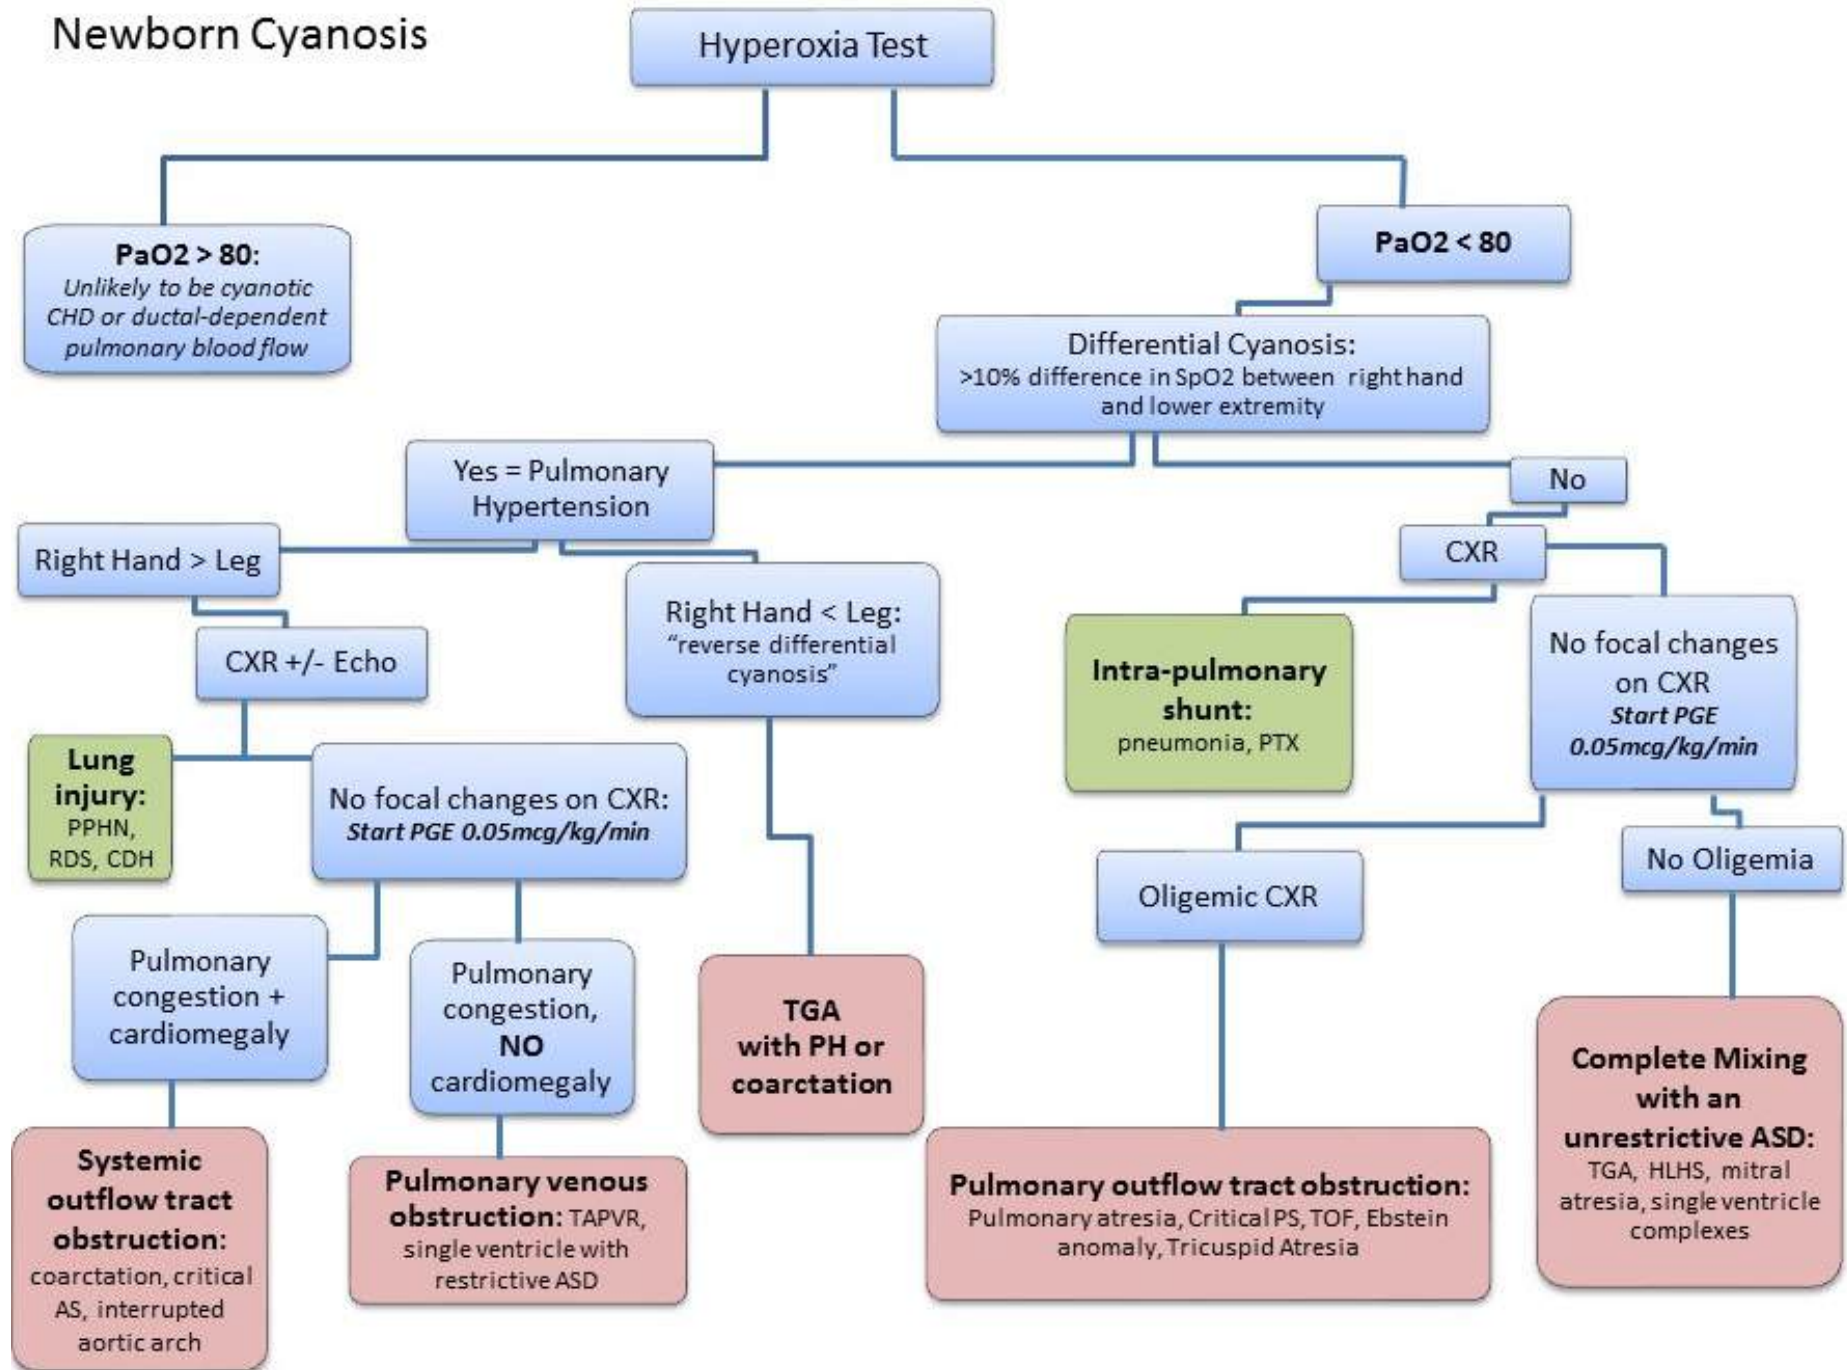 Newborn Cyanosis
Hyperoxia Test
PaO2 > 80:
Unlikely to be cyanotic
CHD or ductal-dependent
pulmonary blood flow
PaO2 < 80
Differential Cyanosis:
>10% difference in SpO2 between right hand
and lower extremity
Yes = Pulmonary
Hypertension
No
Right Hand > Leg
CXR
Right Hand < Leg:
"reverse differential
cyanosis"
CXR +/- Echo
Intra-pulmonary
shunt:
pneumonia, PTX
No focal changes
on CXR
Start PGE
0.05mcg/kg/min
Lung
injury:
PPHN,
RDS, CDH
No focal changes on CXR:
Start PGE 0.05mcg/kg/min
Oligemic CXR
No Oligemia
Pulmonary
congestion +
cardiomegaly
Pulmonary
congestion,
NO
cardiomegaly
TGA
with PH or
coarctation
Systemic
outflow tract
obstruction:
coarctation, critical
AS, interrupted
aortic arch
Pulmonary venous
obstruction: TAPVR,
single ventricle with
restrictive ASD
Pulmonary outflow tract obstruction:
Pulmonary atresia, Critical PS, TOF, Ebstein
anomaly, Tricuspid Atresia
Complete Mixing
with an
unrestrictive ASD:
TGA, HLHS, mitral
atresia, single ventricle
complexes